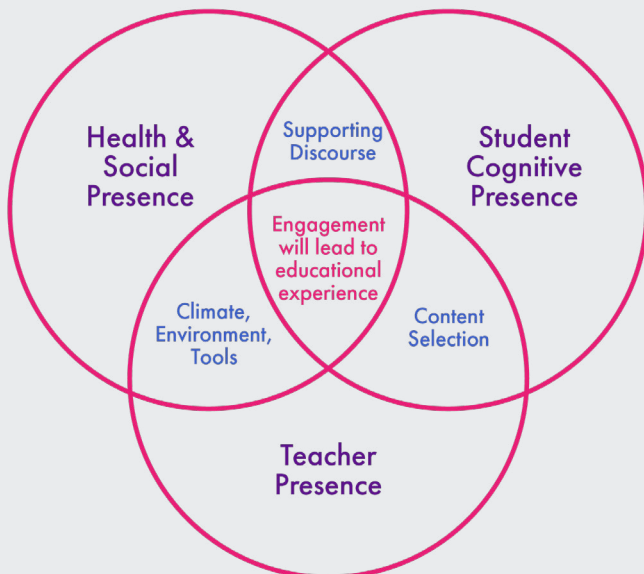 Health &
Social
Presence
Supporting
Discourse
Student
Cognitive
Presence
Engagement
will lead to
educational
experience
Climate,
Environment,
Tools
Content
Selection
Teacher
Presence